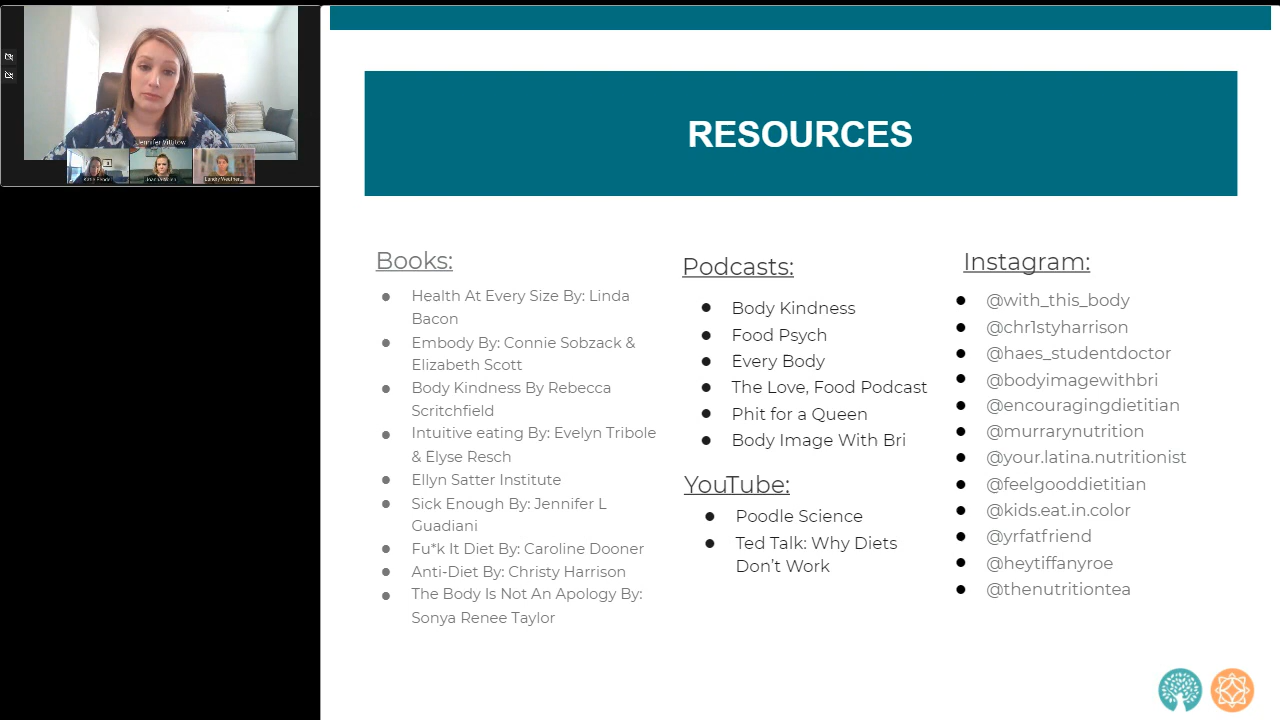 Jennifer Vittitow
RESOURCES
Books:
Health At Every Size By: Linda
Bacon
Embody By: Connie Sobzack &
Elizabeth Scott
Body Kindness By Rebecca
Scritchfield
Intuitive eating By: Evelyn Tribole
& Elyse Resch
Ellyn Satter Institute
Sick Enough By: Jennifer L
Guadiani
Fu*k It Diet By: Caroline Dooner
Anti-Diet By: Christy Harrison
The Body Is Not An Apology By:
Sonya Renee Taylor
Podcasts:
Body Kindness
Food Psych
Every Body
The Love, Food Podcast
Phit for a Queen
Body Image With Bri
YouTube:
Poodle Science
Ted Talk: Why Diets
Don't Work
Instagram:
@with_this_body
@chr1styharrison
@haes_studentdoctor
@bodyimagewithbri
@encouragingdietitian
@murrarynutrition
@your.latina.nutritionist
@feelgooddietitian
@kids.eat.in.color
@yrfatfriend
@heytiffanyroe
@thenutritiontea